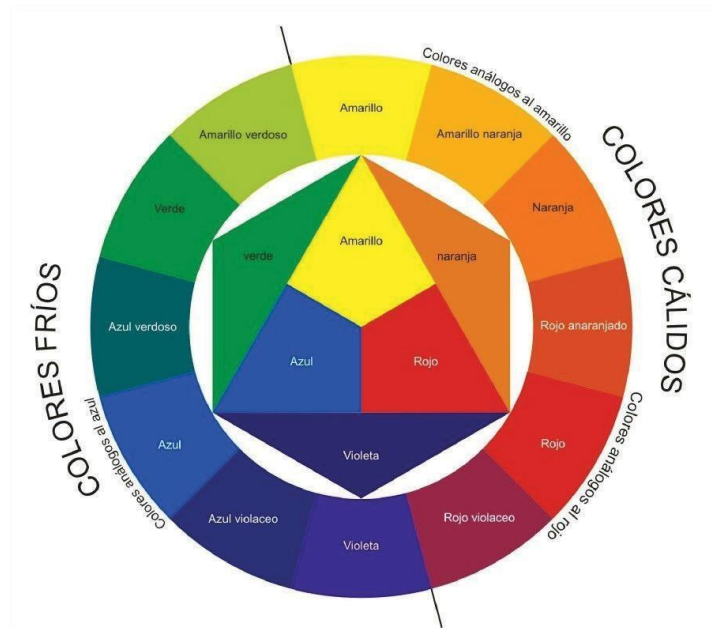 Colores análogos al amarillo
COLORES CÁLIDOS
Colores análogos al rojo
COLORES FRÍOS
Colores análogos al azul
Amarillo
Amarillo naranja
Naranja
Rojo anaranjado
Rojo
Rojo violaceo
Violeta
Azul violaceo
Azul
Azul verdoso
Verde
Amarillo verdoso
Amarillo
verde
naranja
Azul
Rojo
Violeta